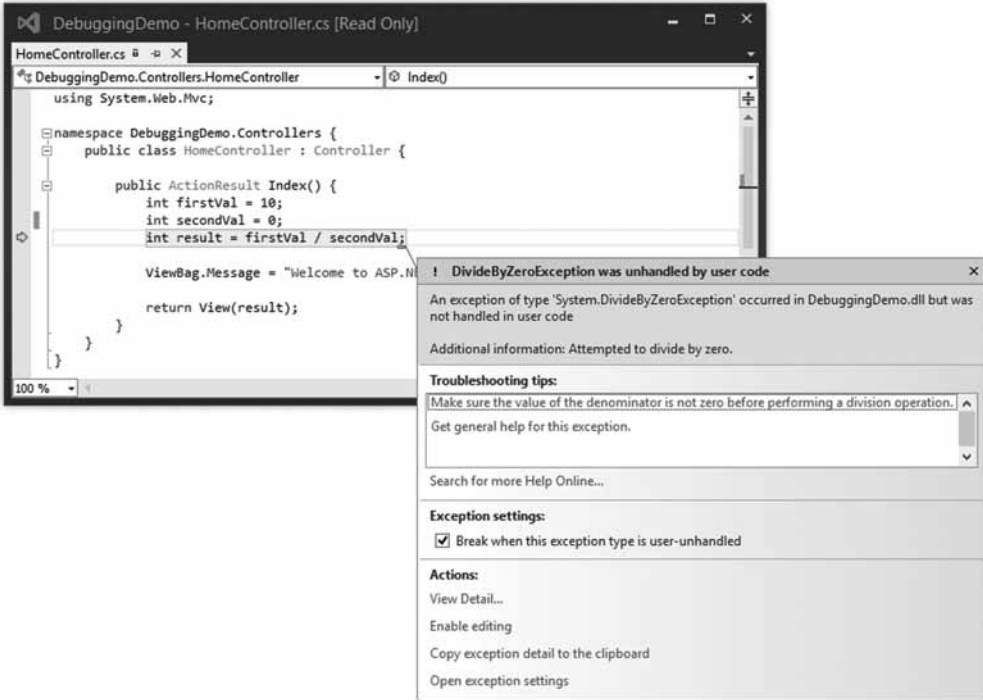 DebuggingDemo - HomeController.cs [Read Only]
HomeController.cs
DebuggingDemo.Controllers.HomeController
Index()
using System.Web.Mvc;
namespace DebuggingDemo.Controllers {
public class HomeController : Controller {
public ActionResult Index() {
int firstVal = 10;
int secondVal = 0;
int result = firstVal / secondVal;
ViewBag.Message = "Welcome to ASP.N
return View(result);
}
}
}
100 %
! DivideByZeroException was unhandled by user code
An exception of type 'System.DivideByZeroException' occurred in DebuggingDemo.dll but was
not handled in user code
Additional information: Attempted to divide by zero.
Troubleshooting tips:
Make sure the value of the denominator is not zero before performing a division operation.
Get general help for this exception.
Search for more Help Online...
Exception settings:
Break when this exception type is user-unhandled
Actions:
View Detail...
Enable editing
Copy exception detail to the clipboard
Open exception settings